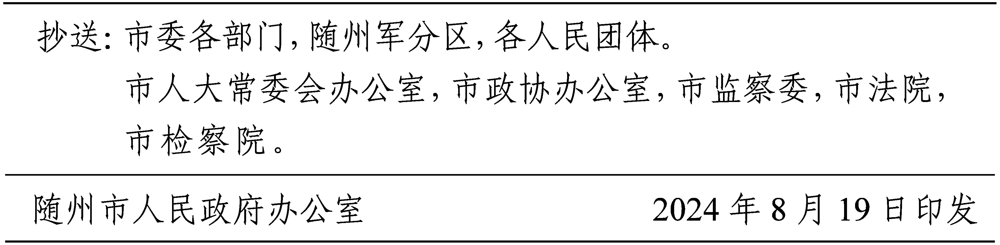 抄送：市委各部门，随州军分区，各人民团体。
市人大常委会办公室，市政协办公室，市监察委，市法院，
市检察院。
随州市人民政府办公室 2024年8月19日印发